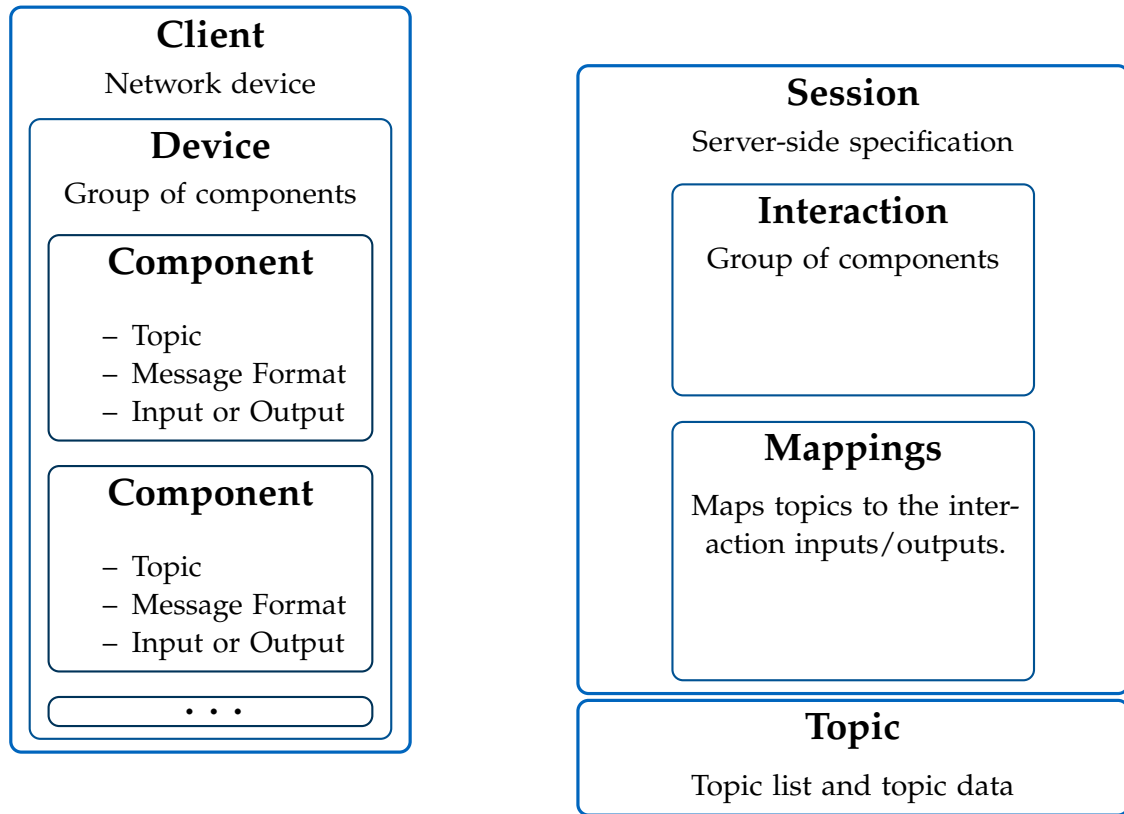 Client
Network device
Device
Group of components
Component
– Topic
– Message Format
– Input or Output
Component
– Topic
– Message Format
– Input or Output
. . .
Session
Server-side specification
Interaction
Group of components
Mappings
Maps topics to the inter-
action inputs/outputs.
Topic
Topic list and topic data